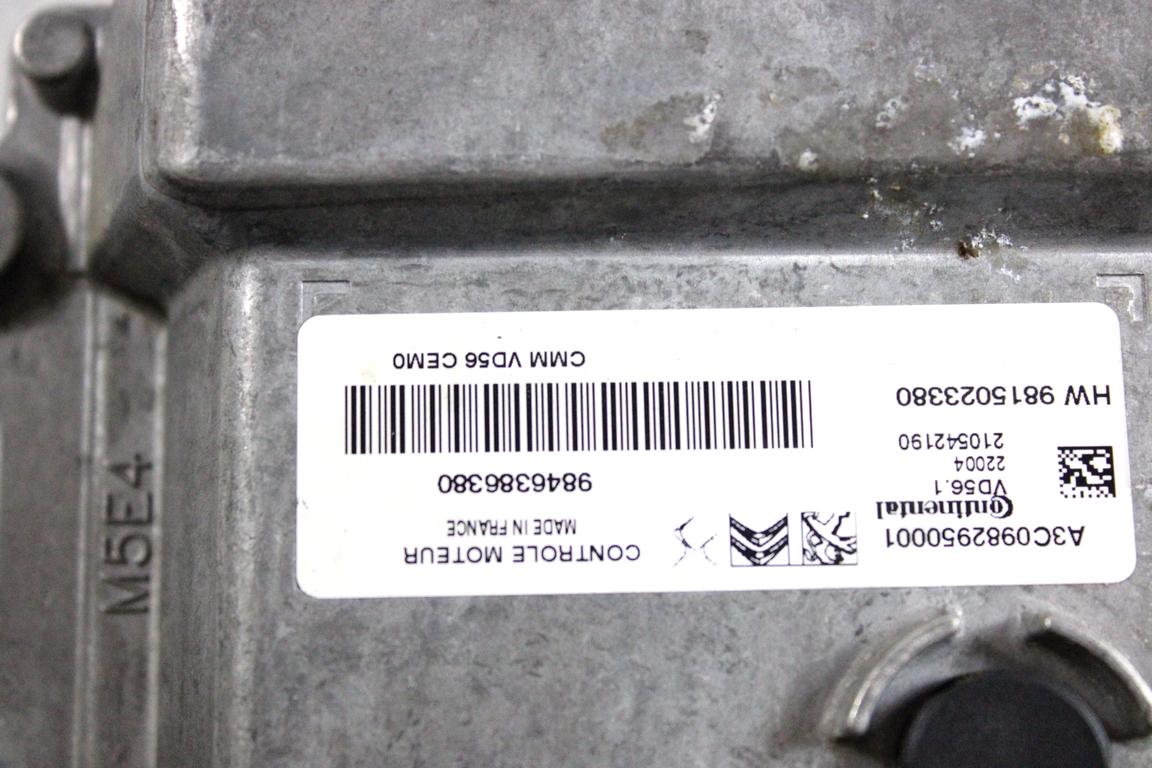 A3C0982950001
Continental
VD56.1
22004
210542190
HW 9815023380
CONTROLE MOTEUR
MADE IN FRANCE
9846386380
CMM VD56 CEM0
M5E4